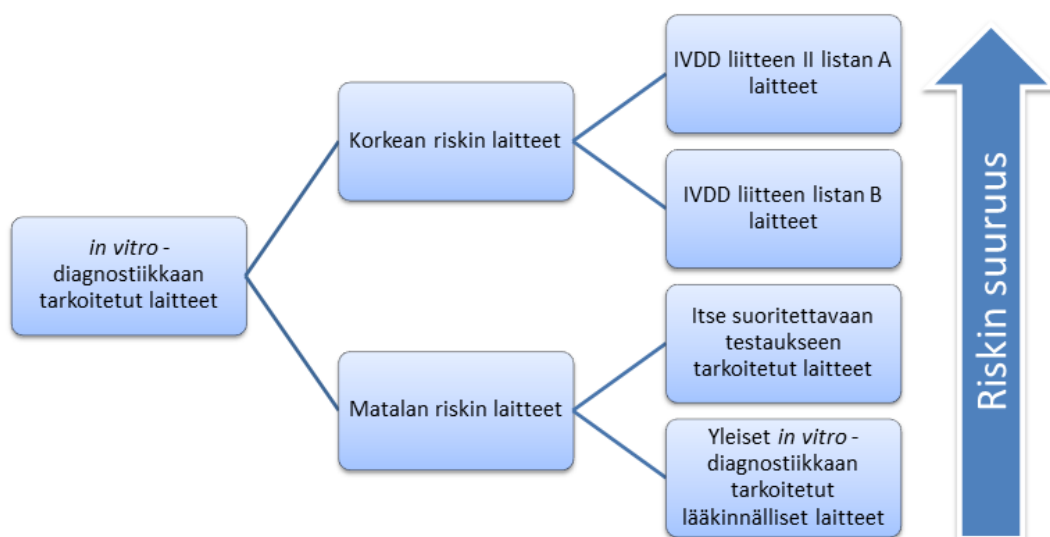 in vitro -
diagnostiikkaan
tarkoitetut laitteet
Korkean riskin laitteet
Matalan riskin laitteet
IVDD liitteen II listan A
laitteet
IVDD liitteen listan B
laitteet
Itse suoritettavaan
testaukseen
tarkoitetut laitteet
Yleiset in vitro -
diagnostiikkaan
tarkoitetut
lääkinnälliset laitteet
Riskin suuruus